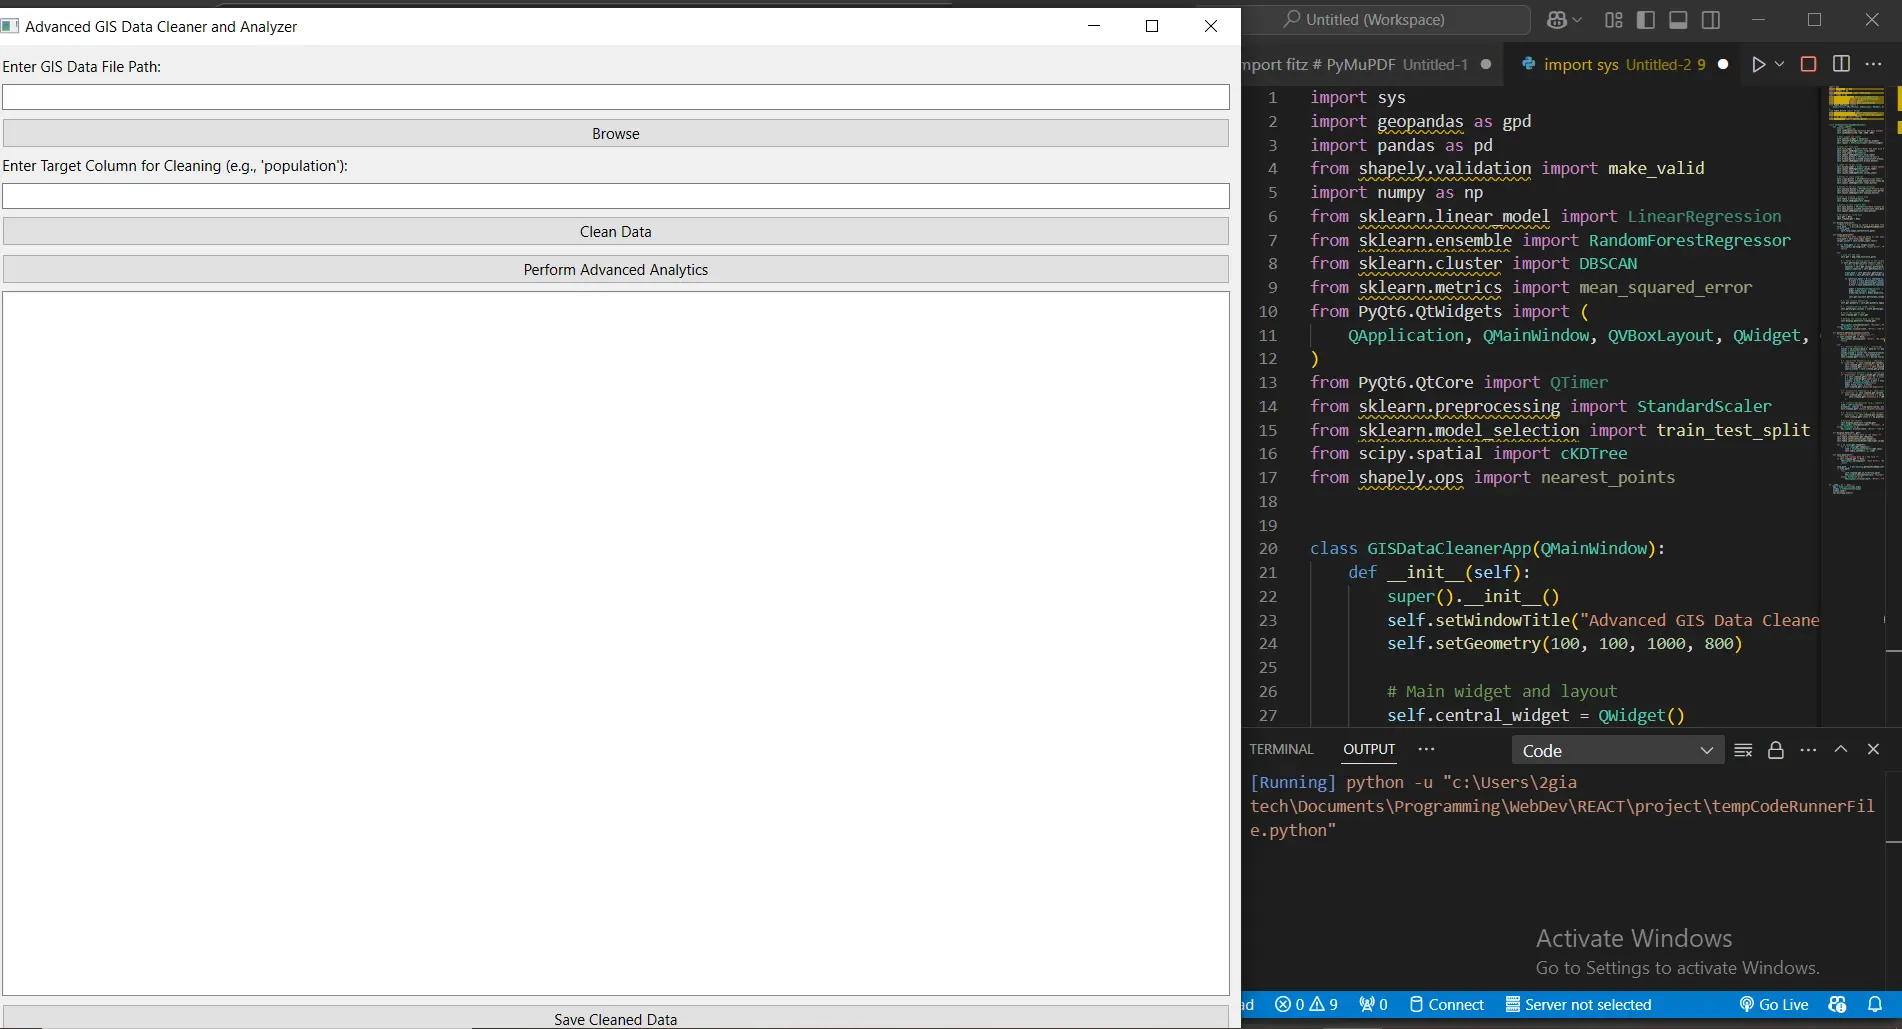 Advanced GIS Data Cleaner and Analyzer
Enter GIS Data File Path:
Browse
Enter Target Column for Cleaning (e.g., 'population'):
Clean Data
Perform Advanced Analytics
Save Cleaned Data
Untitled (Workspace)
mport fitz # PyMuPDF Untitled-1
import sys Untitled-2 9
1 import sys
2 import geopandas as gpd
3 import pandas as pd
4 from shapely.validation import make_valid
5 import numpy as np
6 from sklearn.linear_model import LinearRegression
7 from sklearn.ensemble import RandomForestRegressor
8 from sklearn.cluster import DBSCAN
9 from sklearn.metrics import mean_squared_error
10 from PyQt6.QtWidgets import (
11 QApplication, QMainWindow, QVBoxLayout, QWidget,
12 )
13 from PyQt6.QtCore import QTimer
14 from sklearn.preprocessing import StandardScaler
15 from sklearn.model_selection import train_test_split
16 from scipy.spatial import cKDTree
17 from shapely.ops import nearest_points
18
19
20 class GISDataCleanerApp(QMainWindow):
21 def __init__(self):
22 super().__init__()
23 self.setWindowTitle("Advanced GIS Data Cleane
24 self.setGeometry(100, 100, 1000, 800)
25
26 # Main widget and layout
27 self.central_widget = QWidget()
TERMINAL OUTPUT ··· Code
[Running] python -u "c:\Users\2gia
tech\Documents\Programming\WebDev\REACT\project\tempCodeRunnerFil
e.python"
Activate Windows
Go to Settings to activate Windows.
ad 0 9 0 Connect Server not selected Go Live